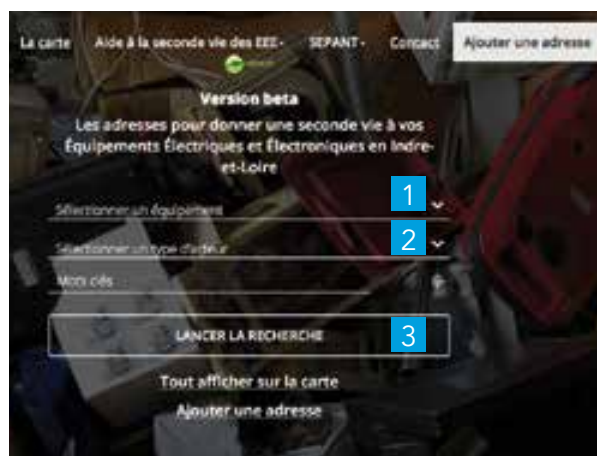 La carte Aide à la seconde vie des EEE SEPANT Contact Ajouter une adresse
Version beta
Les adresses pour donner une seconde vie à vos
Équipements Électriques et Électroniques en Indre-
et-Loire
Sélectionner un équipement 1
Sélectionner un type d'acteur 2
Mots clés
LANCER LA RECHERCHE 3
Tout afficher sur la carte
Ajouter une adresse